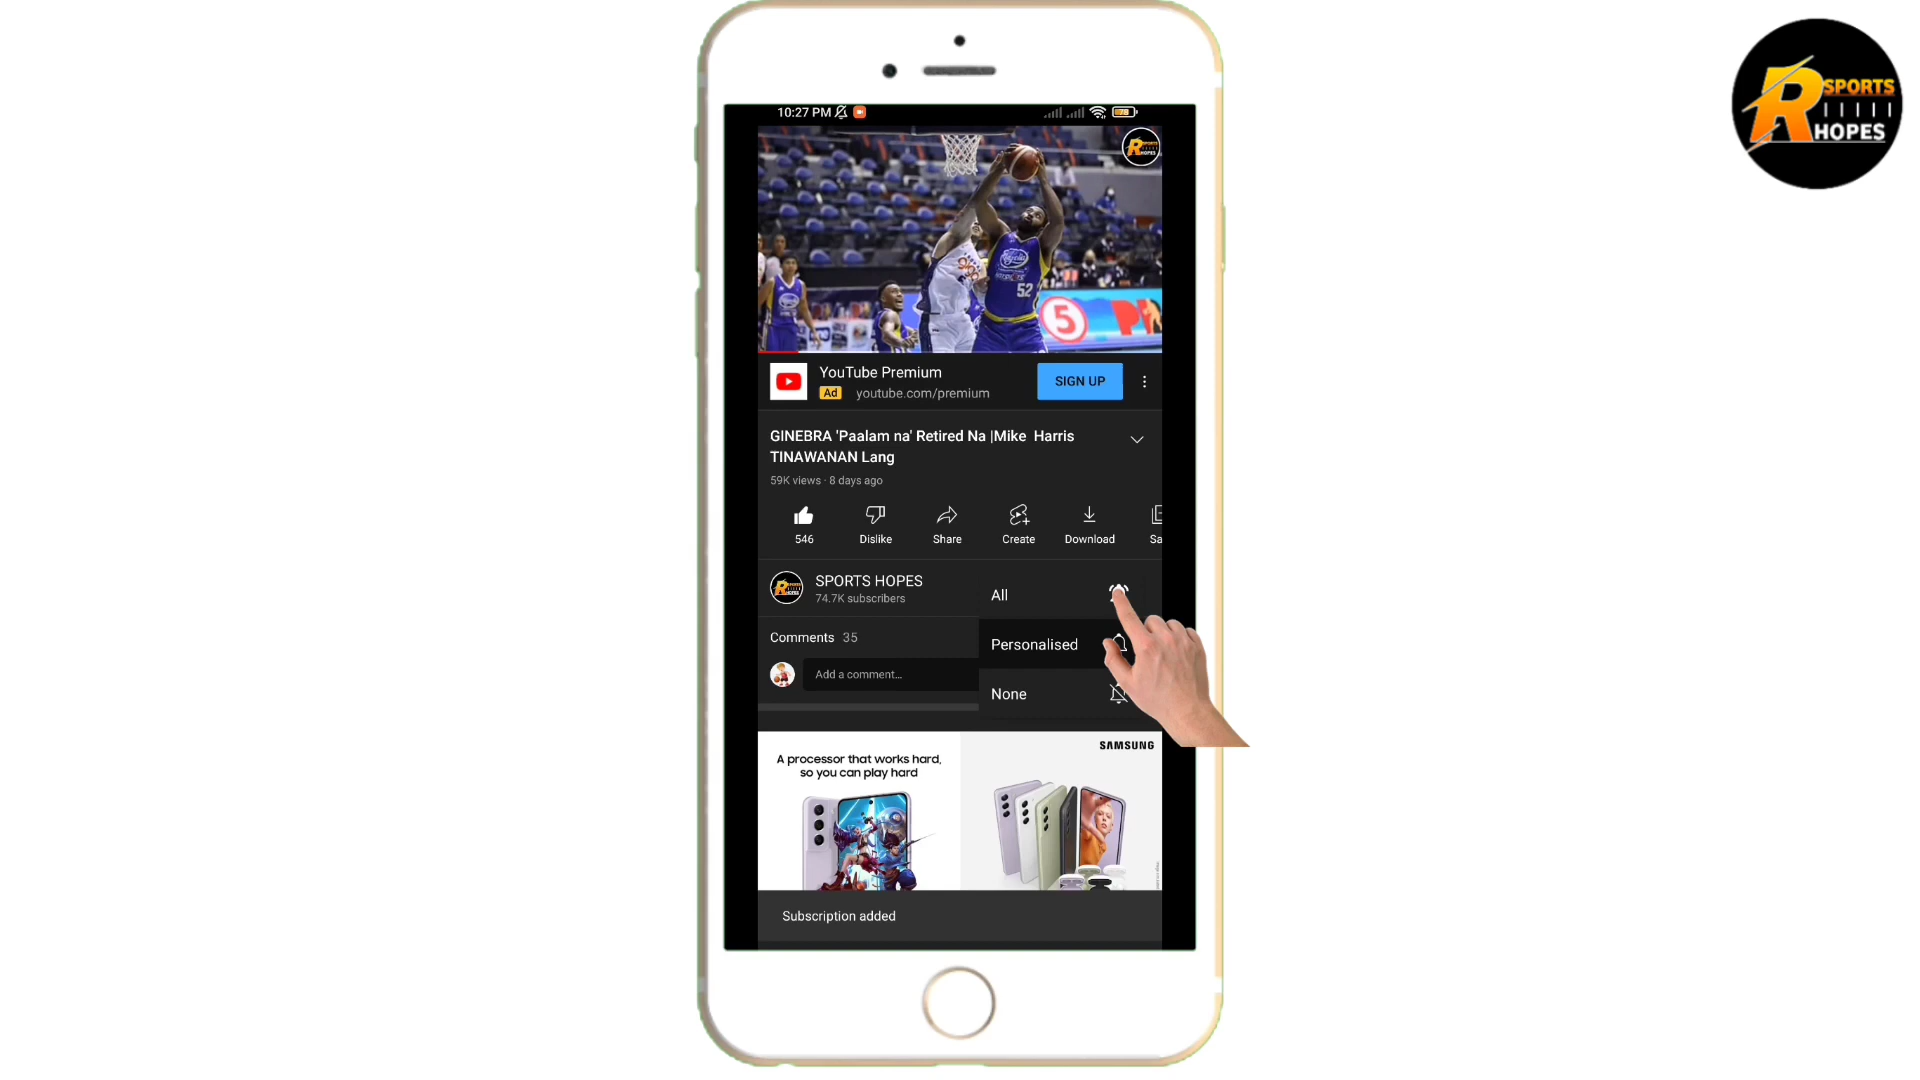 SPORTS
HOPES
10:27 PM
YouTube Premium
Ad youtube.com/premium
SIGN UP
GINEBRA 'Paalam na' Retired Na |Mike Harris
TINAWANAN Lang
59K views · 8 days ago
546
Dislike
Share
Create
Download
Sa
SPORTS HOPES
74.7K subscribers
All
Comments 35
Personalised
Add a comment...
None
A processor that works hard,
so you can play hard
SAMSUNG
Subscription added